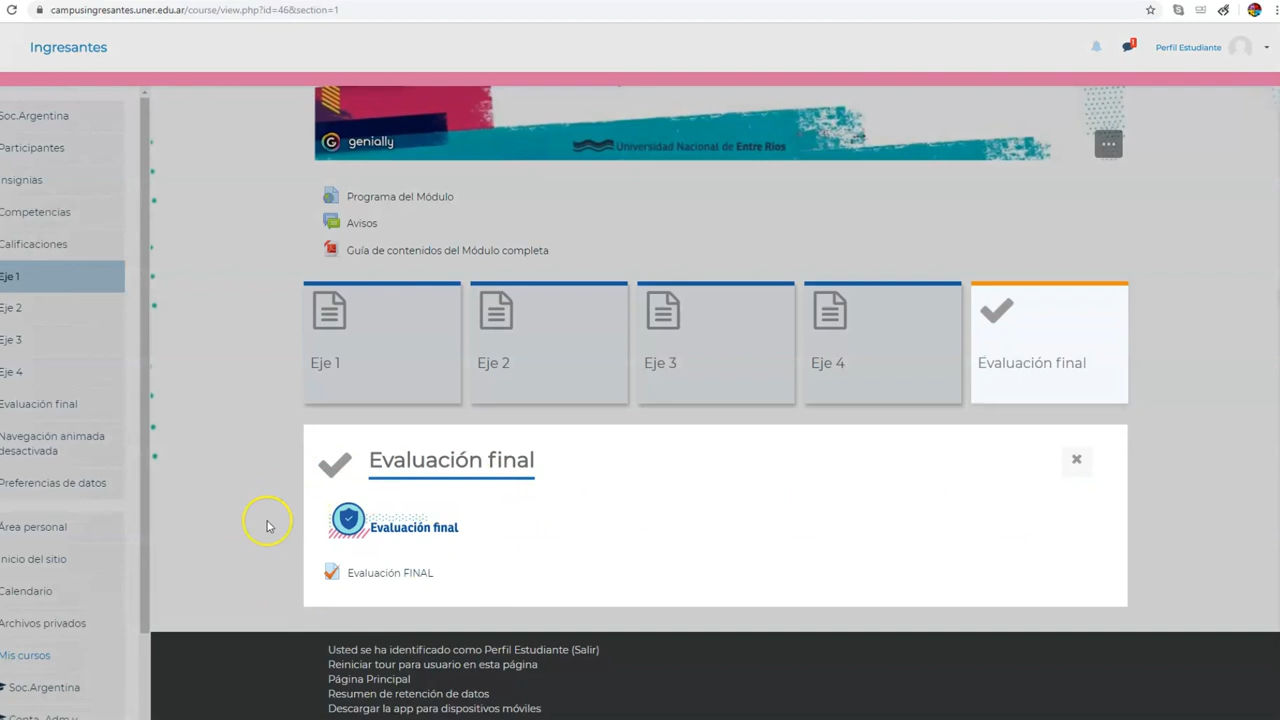 campusingresantes.uner.edu.ar/course/view.php?id=46&section=1
Ingresantes
Perfil Estudiante
Soc.Argentina
Participantes
Insignias
Competencias
Calificaciones
Eje 1
Eje 2
Eje 3
Eje 4
Evaluación final
Navegación animada
desactivada
Preferencias de datos
Área personal
Inicio del sitio
Calendario
Archivos privados
Mis cursos
Soc.Argentina
Conta. Adm y
genially
Universidad Nacional de Entre Ríos
Programa del Módulo
Avisos
Guía de contenidos del Módulo completa
Eje 1
Eje 2
Eje 3
Eje 4
Evaluación final
Evaluación final
Evaluación final
Evaluación FINAL
Usted se ha identificado como Perfil Estudiante (Salir)
Reiniciar tour para usuario en esta página
Página Principal
Resumen de retención de datos
Descargar la app para dispositivos móviles